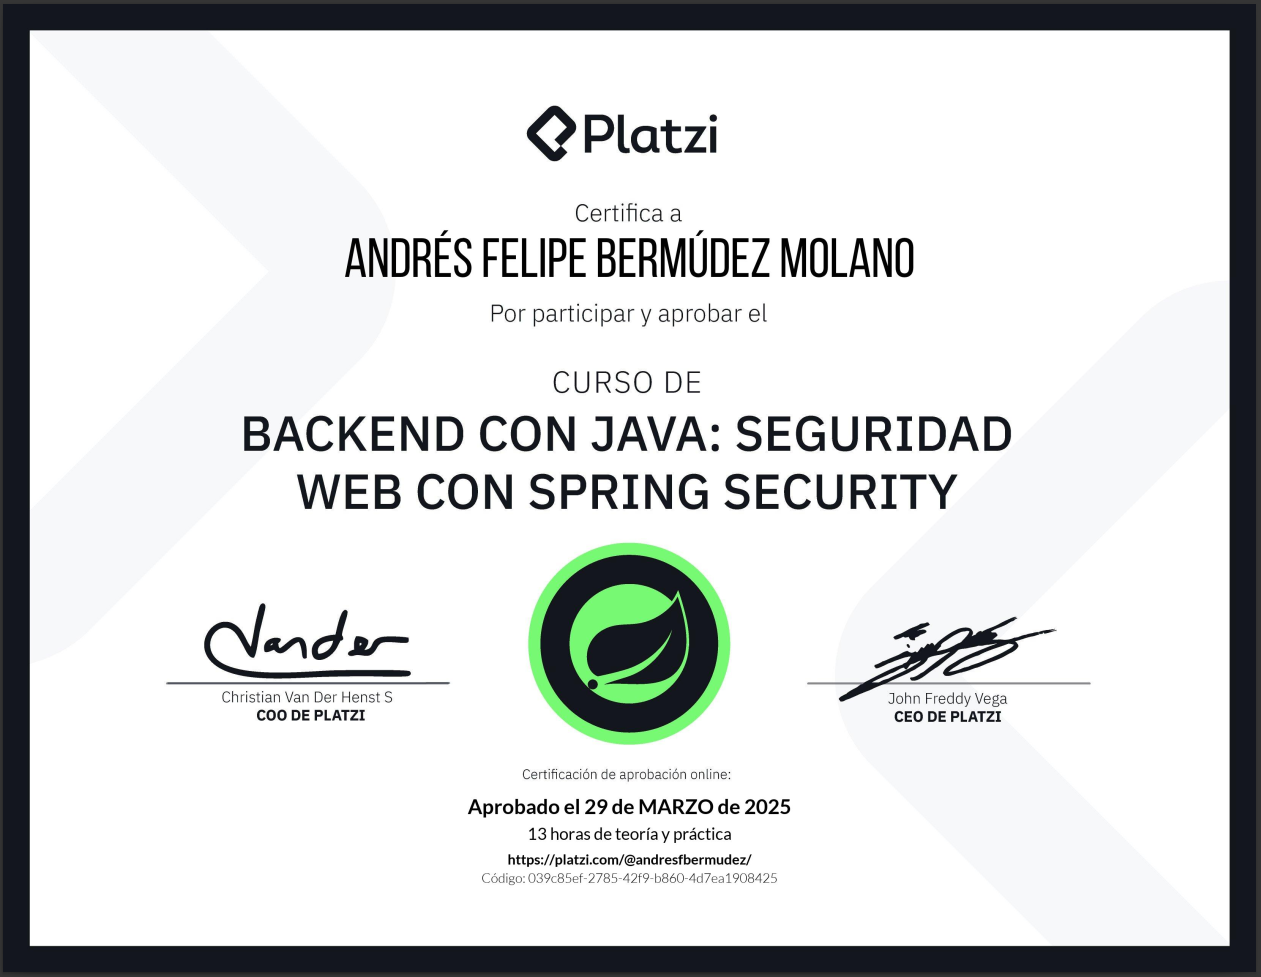 Platzi
Certifica a
ANDRÉS FELIPE BERMÚDEZ MOLANO
Por participar y aprobar el
CURSO DE
BACKEND CON JAVA: SEGURIDAD
WEB CON SPRING SECURITY
Vander
Christian Van Der Henst S
COO DE PLATZI
John Freddy Vega
CEO DE PLATZI
Certificación de aprobación online:
Aprobado el 29 de MARZO de 2025
13 horas de teoría y práctica
https://platzi.com/@andresfbermudez/
Código: 039c85ef-2785-42f9-b860-4d7ea1908425